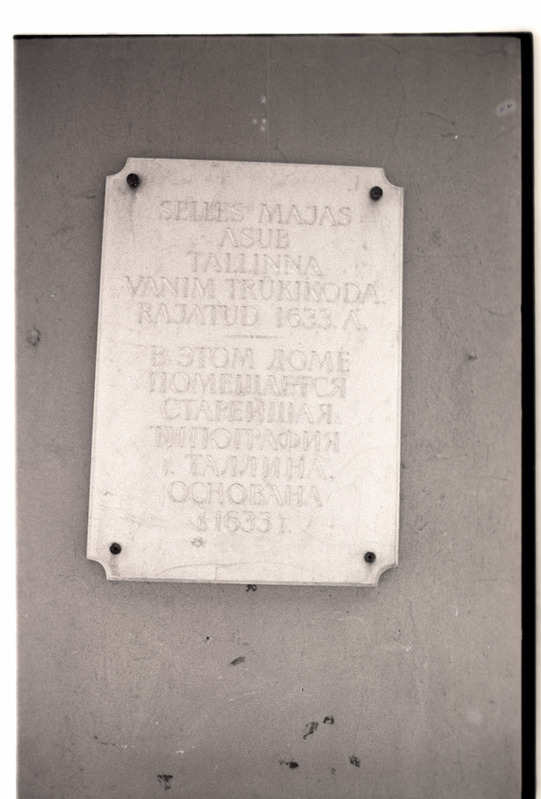 SELLES MAJAS
ASUB
TALLINNA
VANIM TRÜKIKODA.
RAJATUD 1633. A.
В ЭТОМ ДОМЕ
ПОМЕЩАЕТСЯ
СТАРЕЙШАЯ
ТИПОГРАФИЯ
г. ТАЛЛИНА,
ОСНОВАНА
в 1633 г.